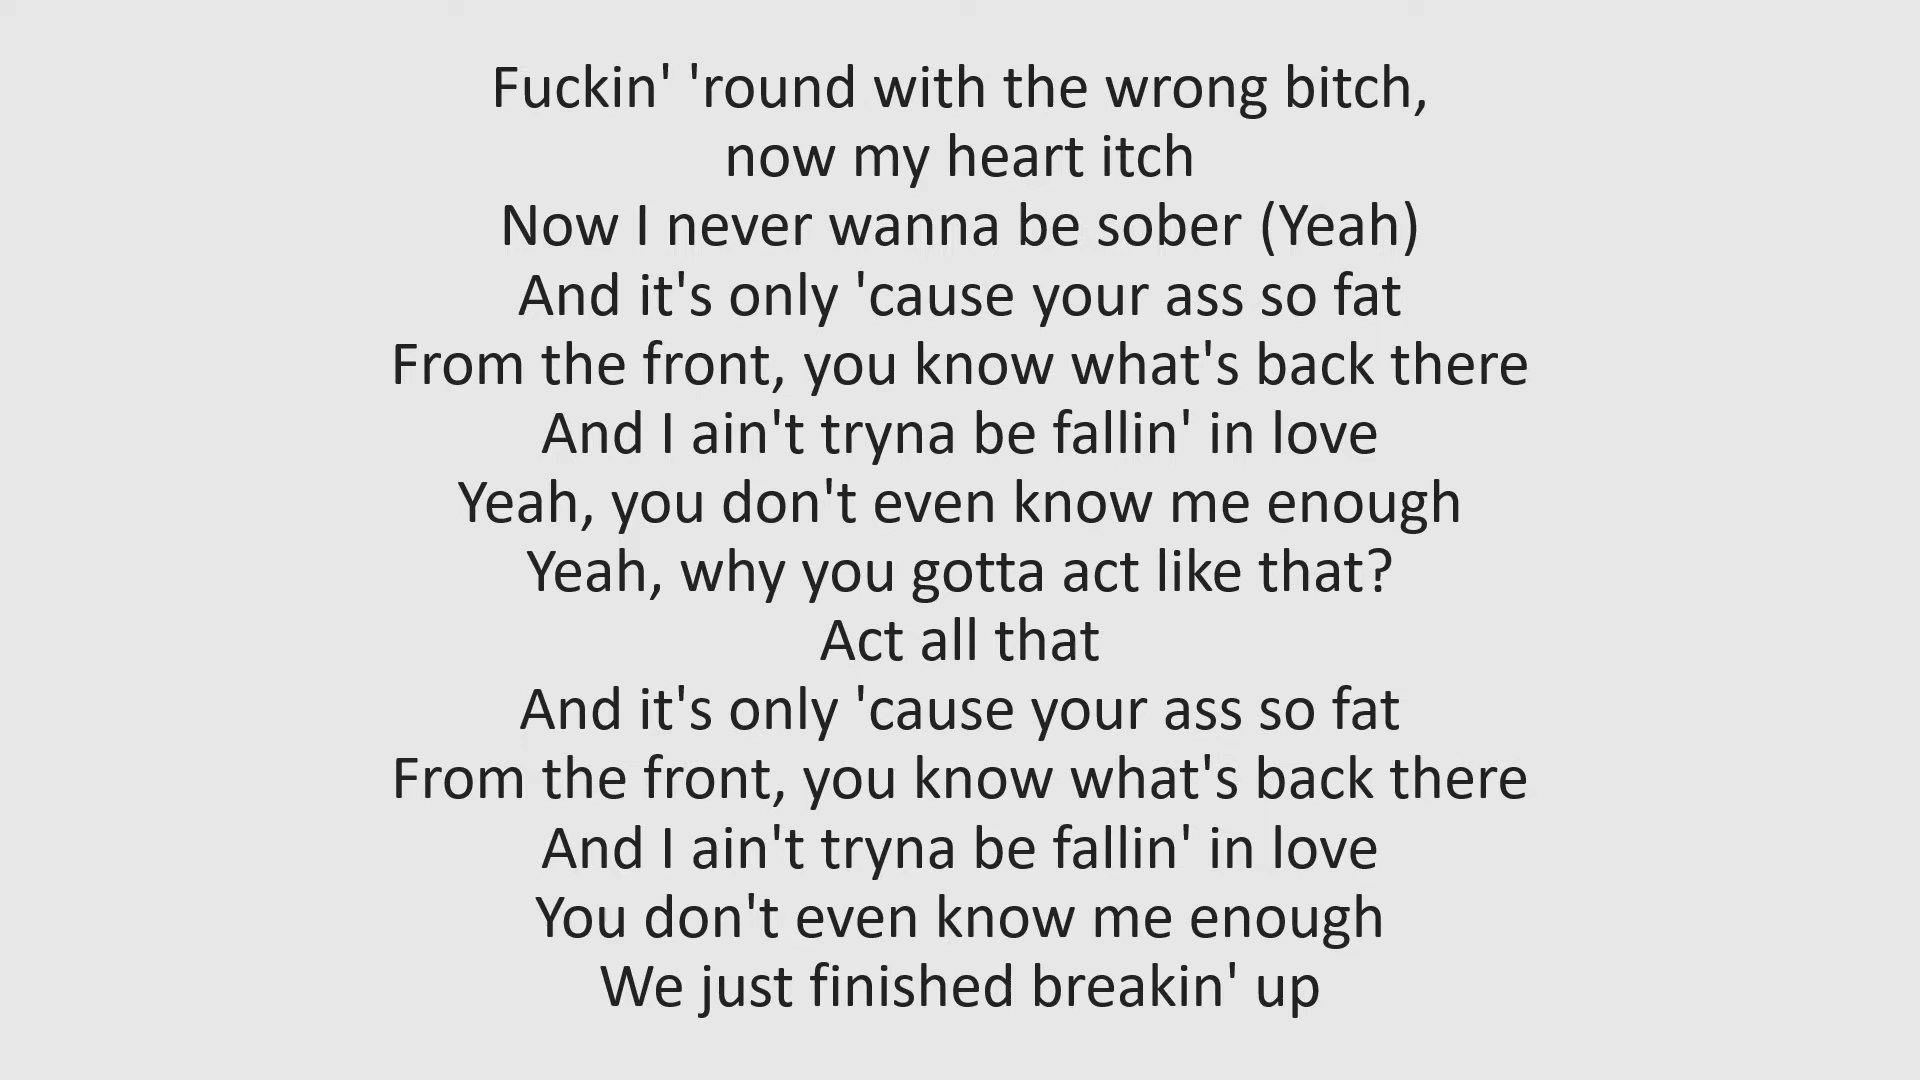 Fuckin' 'round with the wrong bitch,
now my heart itch
Now I never wanna be sober (Yeah)
And it's only 'cause your ass so fat
From the front, you know what's back there
And I ain't tryna be fallin' in love
Yeah, you don't even know me enough
Yeah, why you gotta act like that?
Act all that
And it's only 'cause your ass so fat
From the front, you know what's back there
And I ain't tryna be fallin' in love
You don't even know me enough
We just finished breakin' up